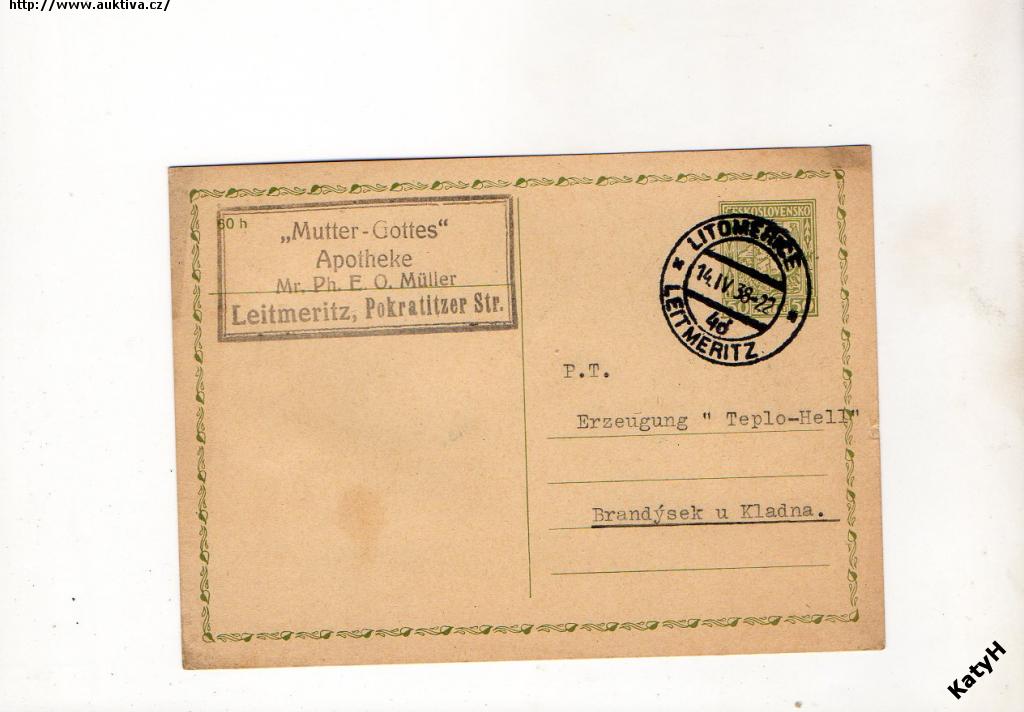 http://www.auktiva.cz/
60 h
„Mutter-Gottes“
Apotheke
Mr. Ph. E. O. Müller
Leitmeritz, Pokratitzer Str.
ČESKOSLOVENSKO
50
LITOMĚŘICE
14.IV.38-22
4d
LEITMERITZ
P.T.
Erzeugung " Teplo-Hell"
Brandýsek u Kladna.
KatyH